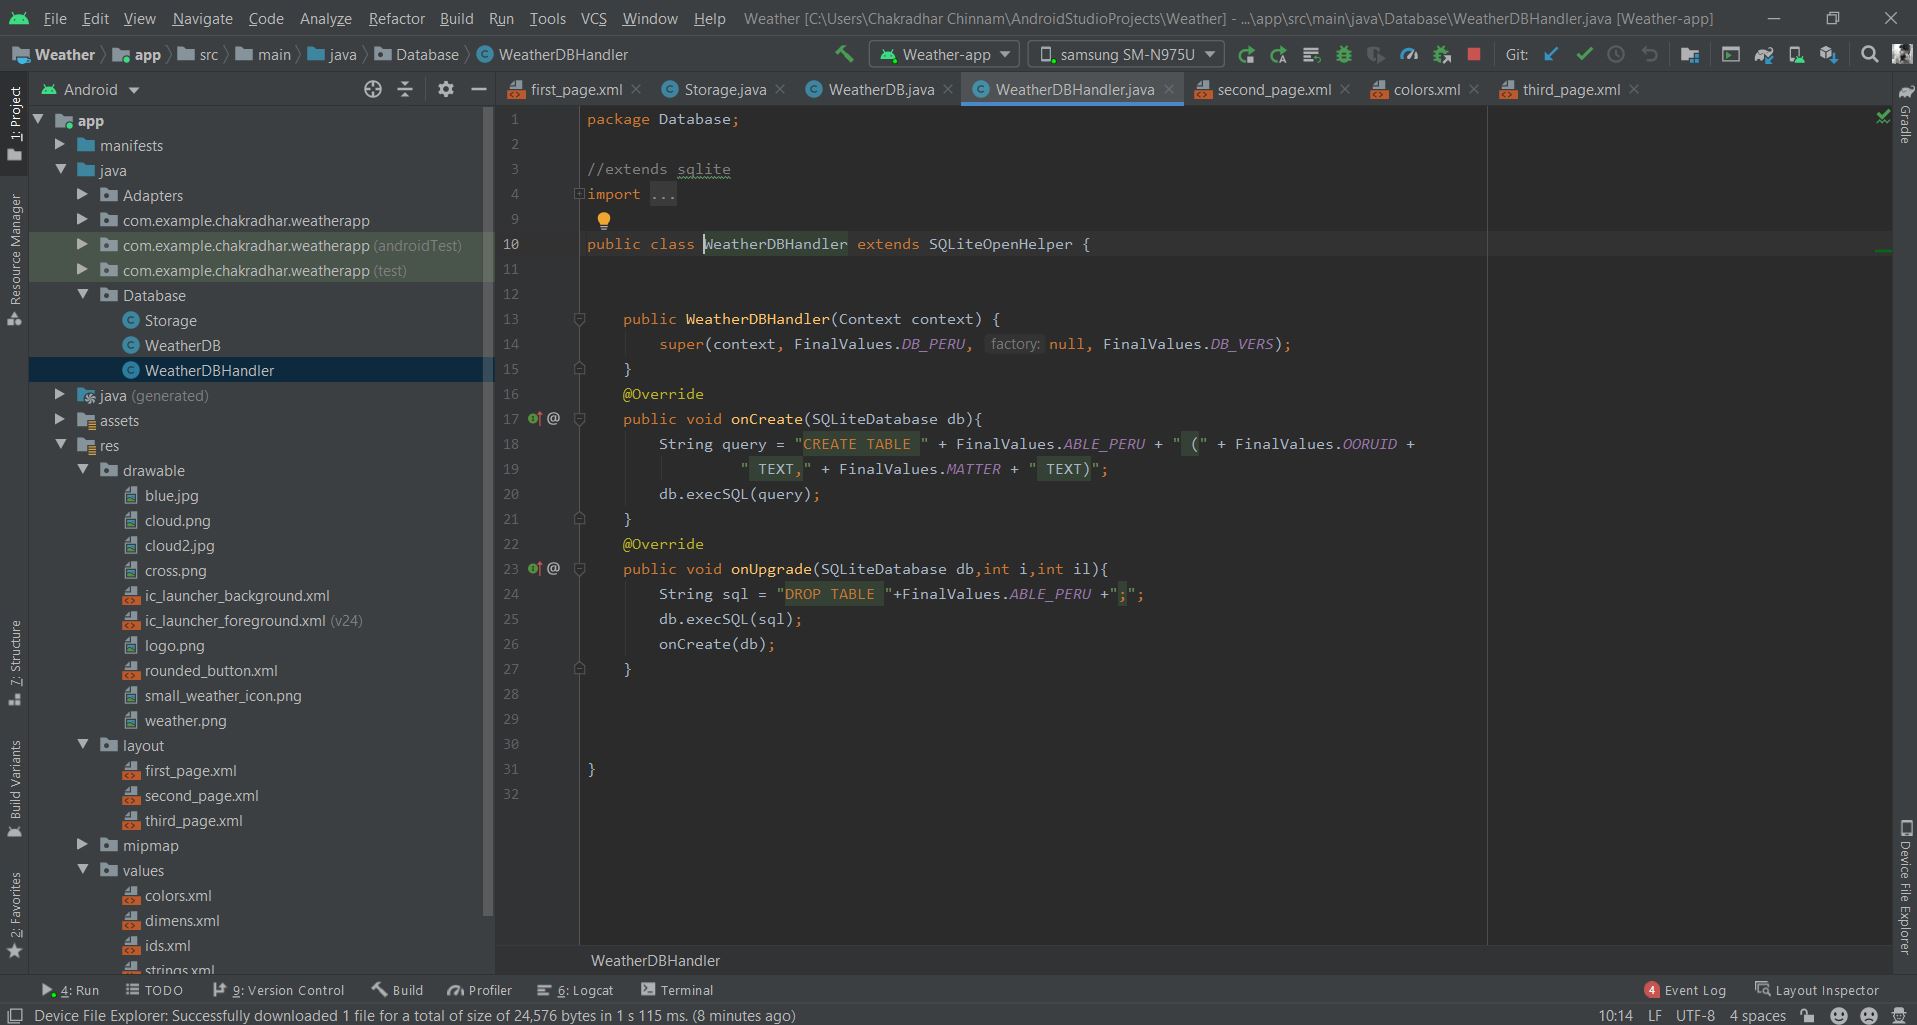 File Edit View Navigate Code Analyze Refactor Build Run Tools VCS Window Help Weather [C:\Users\Chakradhar Chinnam\AndroidStudioProjects\Weather] - ...\app\src\main\java\Database\WeatherDBHandler.java [Weather-app]
Weather app src main java Database WeatherDBHandler Weather-app samsung SM-N975U Git:
Android
first_page.xml Storage.java WeatherDB.java WeatherDBHandler.java second_page.xml colors.xml third_page.xml
1: Project
Resource Manager
7: Structure
Build Variants
2: Favorites
app
manifests
java
Adapters
com.example.chakradhar.weatherapp
com.example.chakradhar.weatherapp (androidTest)
com.example.chakradhar.weatherapp (test)
Database
Storage
WeatherDB
WeatherDBHandler
java (generated)
assets
res
drawable
blue.jpg
cloud.png
cloud2.jpg
cross.png
ic_launcher_background.xml
ic_launcher_foreground.xml (v24)
logo.png
rounded_button.xml
small_weather_icon.png
weather.png
layout
first_page.xml
second_page.xml
third_page.xml
mipmap
values
colors.xml
dimens.xml
ids.xml
strings.xml
1 package Database;
2
3 //extends sqlite
4 import ...
9
10 public class WeatherDBHandler extends SQLiteOpenHelper {
11
12
13 public WeatherDBHandler(Context context) {
14 super(context, FinalValues.DB_PERU, factory: null, FinalValues.DB_VERS);
15 }
16 @Override
17 @ public void onCreate(SQLiteDatabase db){
18 String query = "CREATE TABLE " + FinalValues.ABLE_PERU + " (" + FinalValues.OORUID +
19 " TEXT," + FinalValues.MATTER + " TEXT)";
20 db.execSQL(query);
21 }
22 @Override
23 @ public void onUpgrade(SQLiteDatabase db,int i,int il){
24 String sql = "DROP TABLE "+FinalValues.ABLE_PERU +";";
25 db.execSQL(sql);
26 onCreate(db);
27 }
28
29
30
31 }
32
WeatherDBHandler
Gradle
Device File Explorer
4: Run TODO 9: Version Control Build Profiler 6: Logcat Terminal 4 Event Log Layout Inspector
Device File Explorer: Successfully downloaded 1 file for a total of size of 24,576 bytes in 1 s 115 ms. (8 minutes ago) 10:14 LF UTF-8 4 spaces